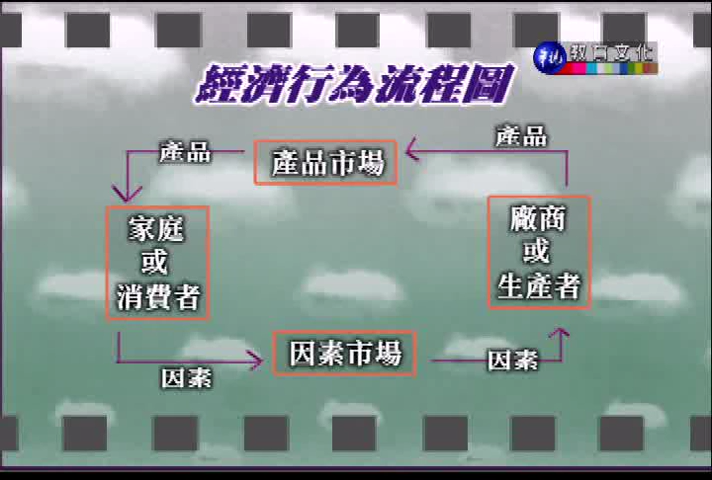 華視
教育文化
經濟行為流程圖
產品
產品市場
產品
家庭
或
消費者
廠商
或
生產者
因素
因素市場
因素